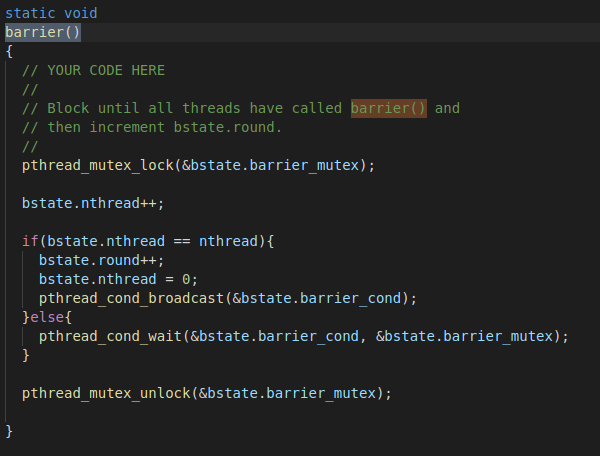 static void
barrier()
{
  // YOUR CODE HERE
  //
  // Block until all threads have called barrier() and
  // then increment bstate.round.
  //
  pthread_mutex_lock(&bstate.barrier_mutex);

  bstate.nthread++;

  if(bstate.nthread == nthread){
    bstate.round++;
    bstate.nthread = 0;
    pthread_cond_broadcast(&bstate.barrier_cond);
  }else{
    pthread_cond_wait(&bstate.barrier_cond, &bstate.barrier_mutex);
  }

  pthread_mutex_unlock(&bstate.barrier_mutex);

}